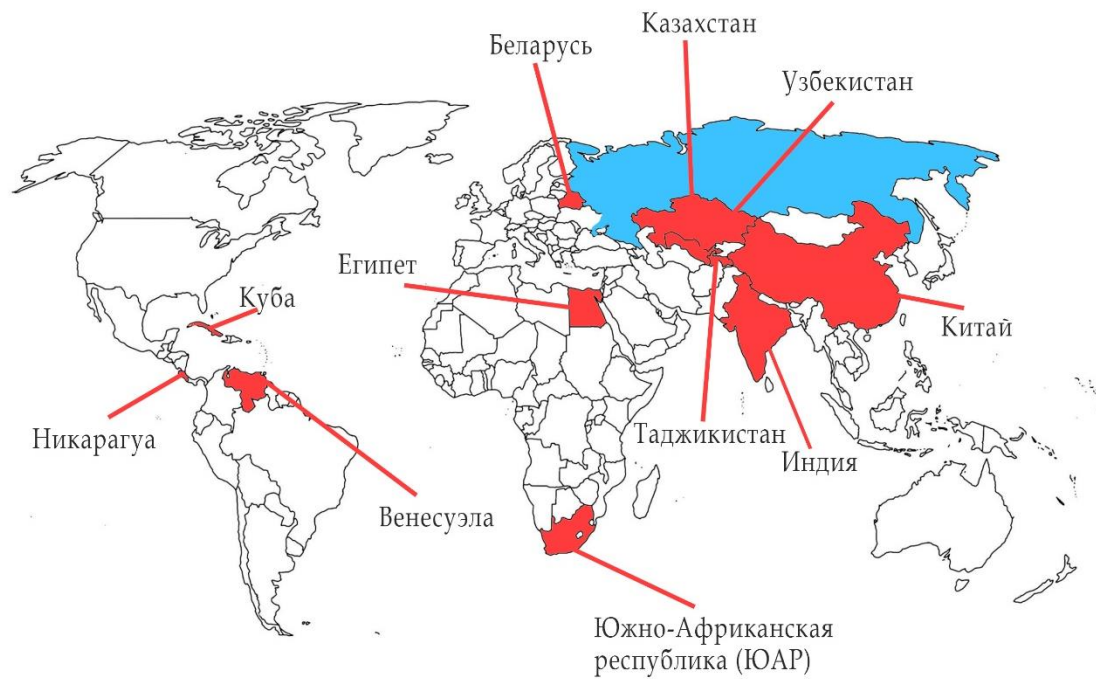 Казахстан
Беларусь
Узбекистан
Египет
Куба
Китай
Никарагуа
Таджикистан
Индия
Венесуэла
Южно-Африканская
республика (ЮАР)